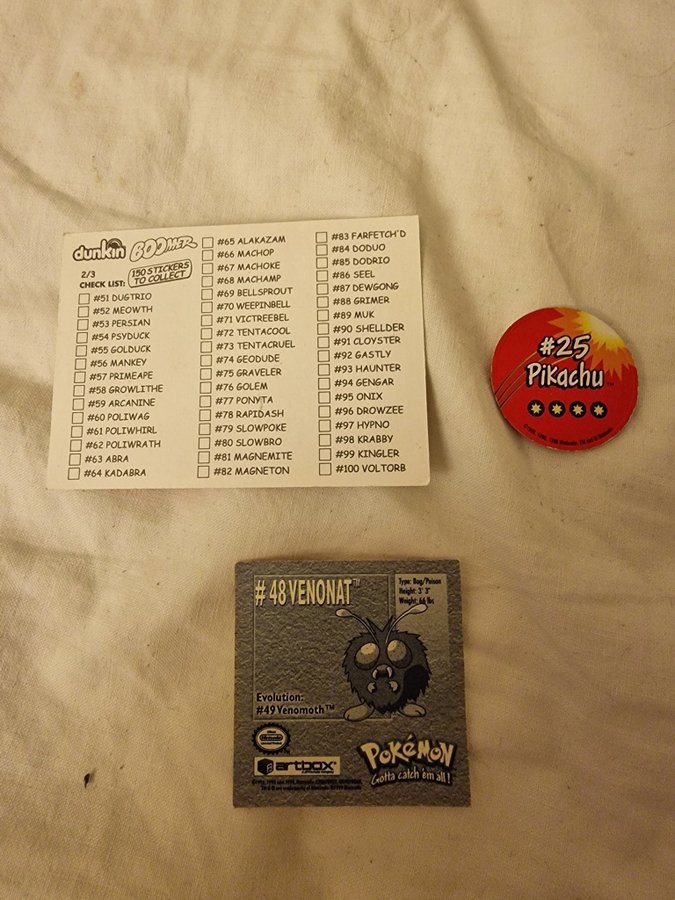 dunkin BOOMER
2/3
CHECK LIST:
150 STICKERS
TO COLLECT
#51 DUGTRIO
#52 MEOWTH
#53 PERSIAN
#54 PSYDUCK
#55 GOLDUCK
#56 MANKEY
#57 PRIMEAPE
#58 GROWLITHE
#59 ARCANINE
#60 POLIWAG
#61 POLIWHIRL
#62 POLIWRATH
#63 ABRA
#64 KADABRA
#65 ALAKAZAM
#66 MACHOP
#67 MACHOKE
#68 MACHAMP
#69 BELLSPROUT
#70 WEEPINBELL
#71 VICTREEBEL
#72 TENTACOOL
#73 TENTACRUEL
#74 GEODUDE
#75 GRAVELER
#76 GOLEM
#77 PONYTA
#78 RAPIDASH
#79 SLOWPOKE
#80 SLOWBRO
#81 MAGNEMITE
#82 MAGNETON
#83 FARFETCH'D
#84 DODUO
#85 DODRIO
#86 SEEL
#87 DEWGONG
#88 GRIMER
#89 MUK
#90 SHELLDER
#91 CLOYSTER
#92 GASTLY
#93 HAUNTER
#94 GENGAR
#95 ONIX
#96 DROWZEE
#97 HYPNO
#98 KRABBY
#99 KINGLER
#100 VOLTORB
#25
Pikachu™
#48 VENONAT™
Type: Bug/Poison
Height: 3' 3"
Weight: 66 lbs
Evolution:
#49 Venomoth™
Nintendo
artbox
POKéMON
Gotta catch 'em all!